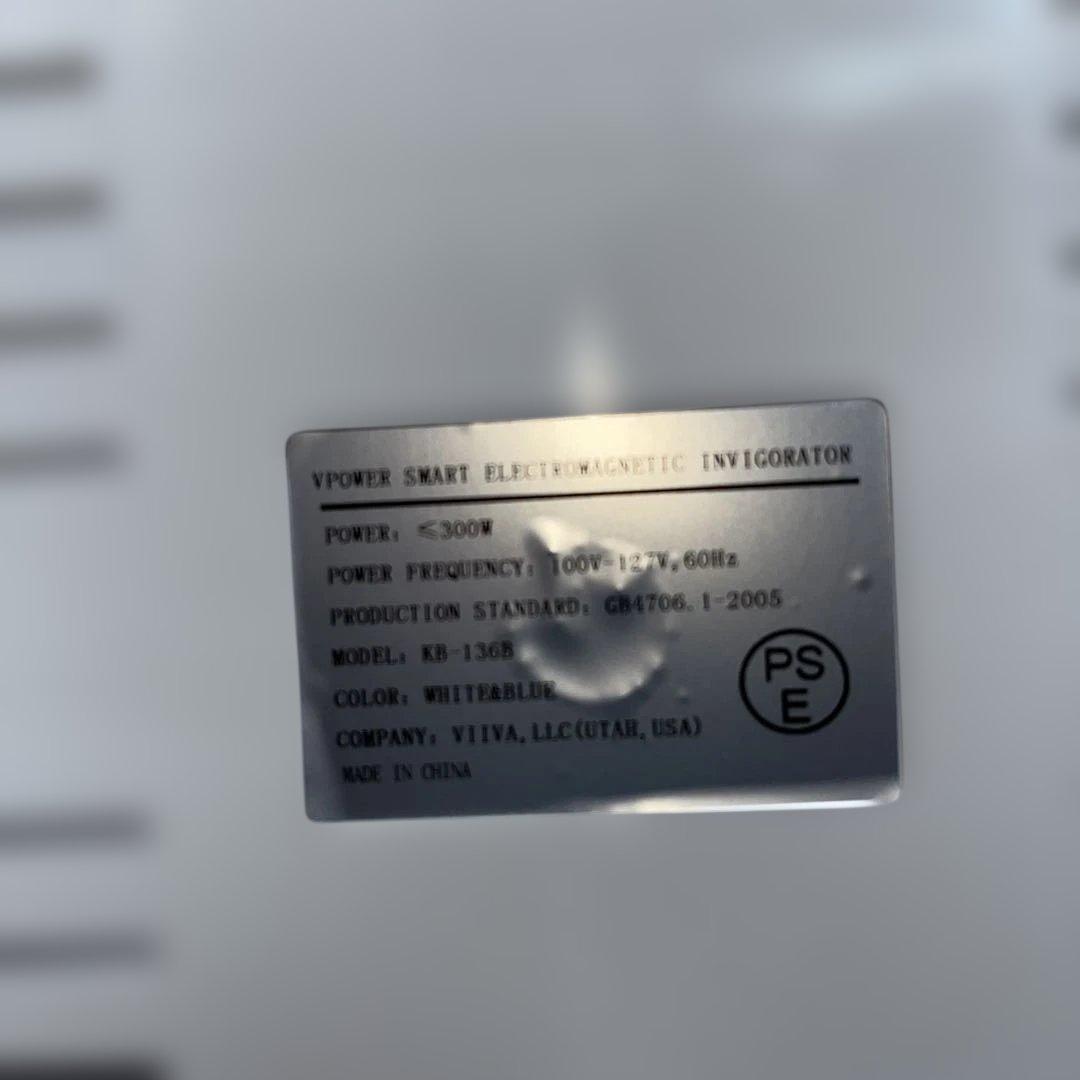 VPOWER SMART ELECTROMAGNETIC INVIGORATOR
POWER: ≤300W
POWER FREQUENCY: 100V-127V,60Hz
PRODUCTION STANDARD: GB4706.1-2005
MODEL: KB-136B
COLOR: WHITE&BLUE
COMPANY: VIIVA,LLC(UTAH,USA)
MADE IN CHINA
PS
E